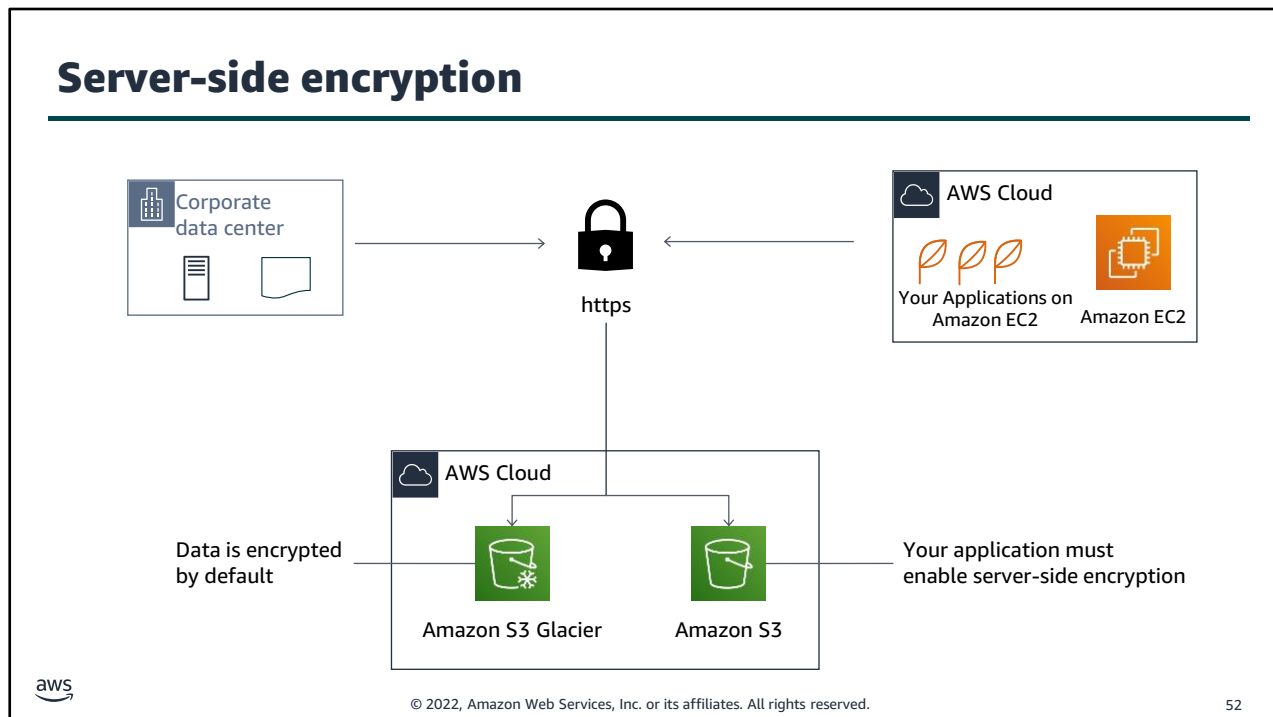 Server-side encryption
Corporate
data center
https
AWS Cloud
Your Applications on
Amazon EC2
Amazon EC2
AWS Cloud
Data is encrypted
by default
Amazon S3 Glacier
Amazon S3
Your application must
enable server-side encryption
aws
© 2022, Amazon Web Services, Inc. or its affiliates. All rights reserved.
52